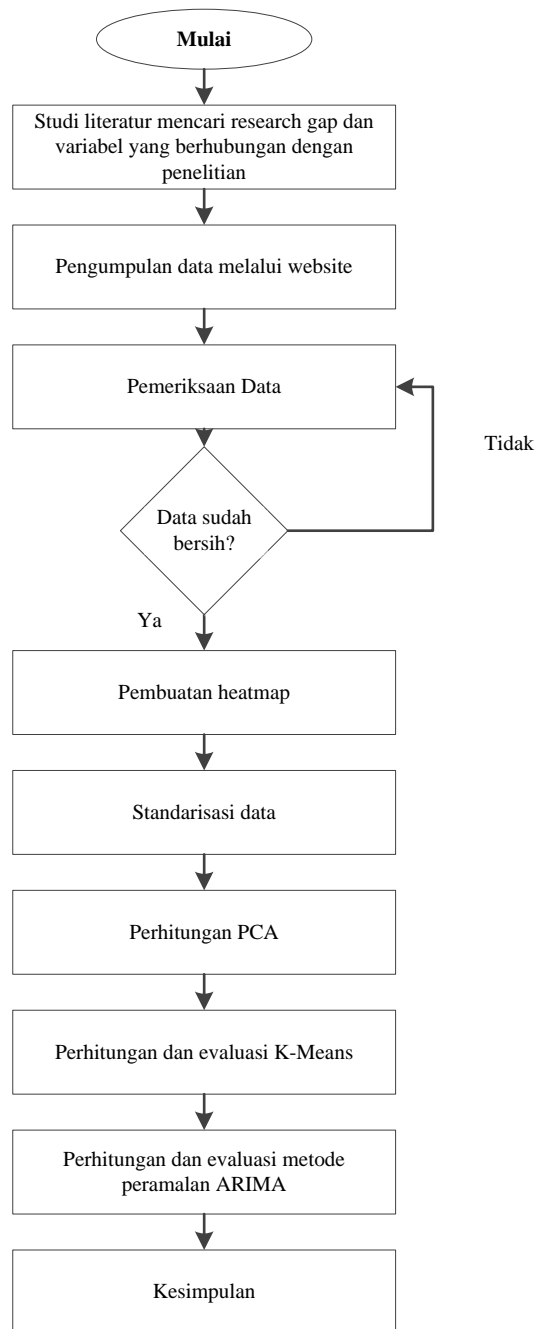 Mulai
Studi literatur mencari research gap dan
variabel yang berhubungan dengan
penelitian
Pengumpulan data melalui website
Pemeriksaan Data
Tidak
Data sudah
bersih?
Ya
Pembuatan heatmap
Standarisasi data
Perhitungan PCA
Perhitungan dan evaluasi K-Means
Perhitungan dan evaluasi metode
peramalan ARIMA
Kesimpulan